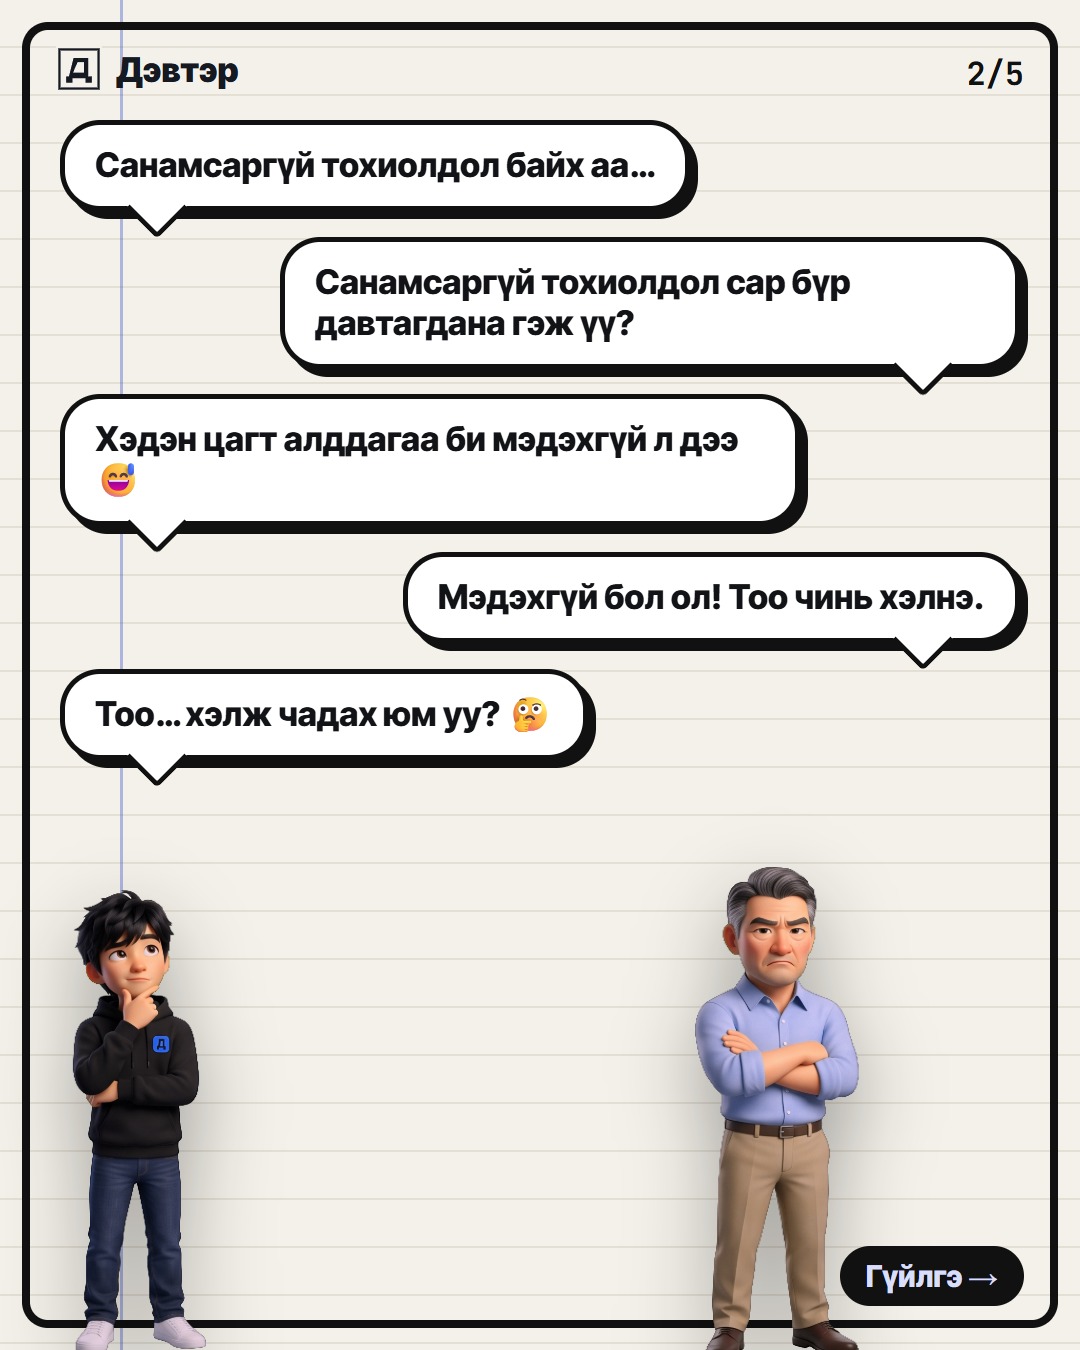 Д Дэвтэр
2/5
Санамсаргүй тохиолдол байх аа...
Санамсаргүй тохиолдол сар бүр
давтагдана гэж үү?
Хэдэн цагт алддагаа би мэдэхгүй л дээ
😅
Мэдэхгүй бол ол! Тоо чинь хэлнэ.
Тоо... хэлж чадах юм уу? 🤔
Д
Гүйлгэ →